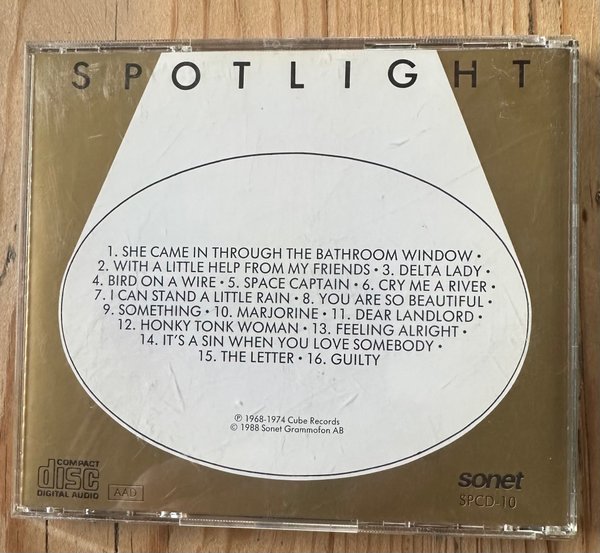 SPOTLIGHT
1. SHE CAME IN THROUGH THE BATHROOM WINDOW •
2. WITH A LITTLE HELP FROM MY FRIENDS • 3. DELTA LADY •
4. BIRD ON A WIRE • 5. SPACE CAPTAIN • 6. CRY ME A RIVER •
7. I CAN STAND A LITTLE RAIN • 8. YOU ARE SO BEAUTIFUL •
9. SOMETHING • 10. MARJORINE • 11. DEAR LANDLORD •
12. HONKY TONK WOMAN • 13. FEELING ALRIGHT •
14. IT'S A SIN WHEN YOU LOVE SOMEBODY •
15. THE LETTER • 16. GUILTY
℗ 1968-1974 Cube Records
© 1988 Sonet Grammofon AB
COMPACT
disc
DIGITAL AUDIO
AAD
sonet
SPCD-10